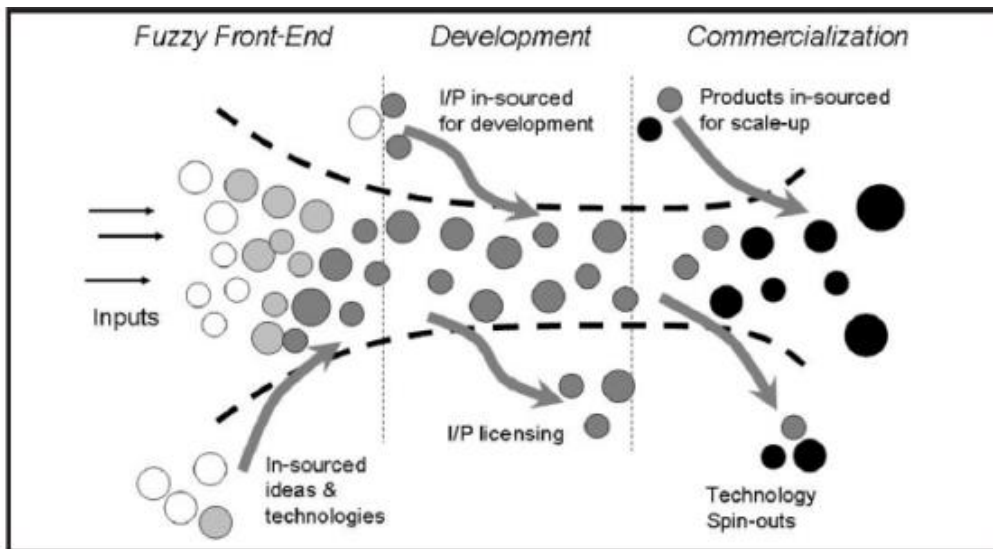 Fuzzy Front-End
Development
Commercialization
I/P in-sourced
for development
Products in-sourced
for scale-up
Inputs
I/P licensing
In-sourced
ideas &
technologies
Technology
Spin-outs